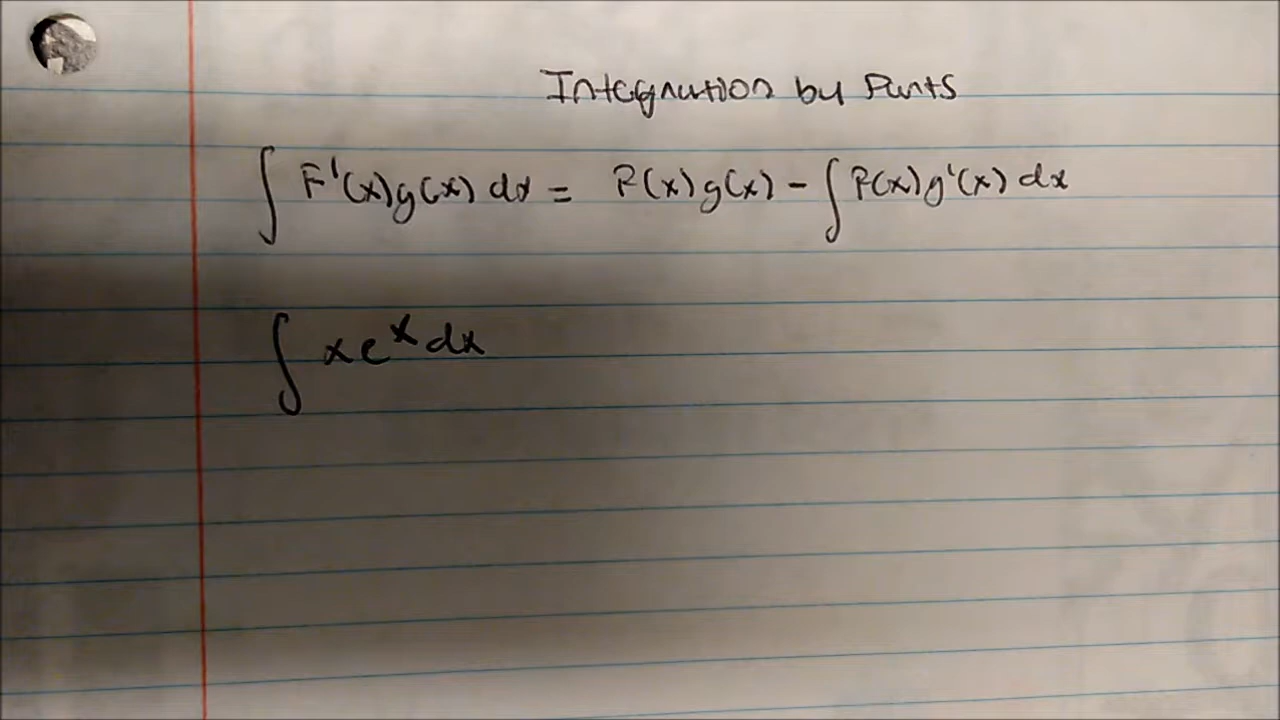 Integration by Parts
∫ F'(x)g(x) dx = F(x)g(x) - ∫ F(x)g'(x) dx
∫ xe^x dx